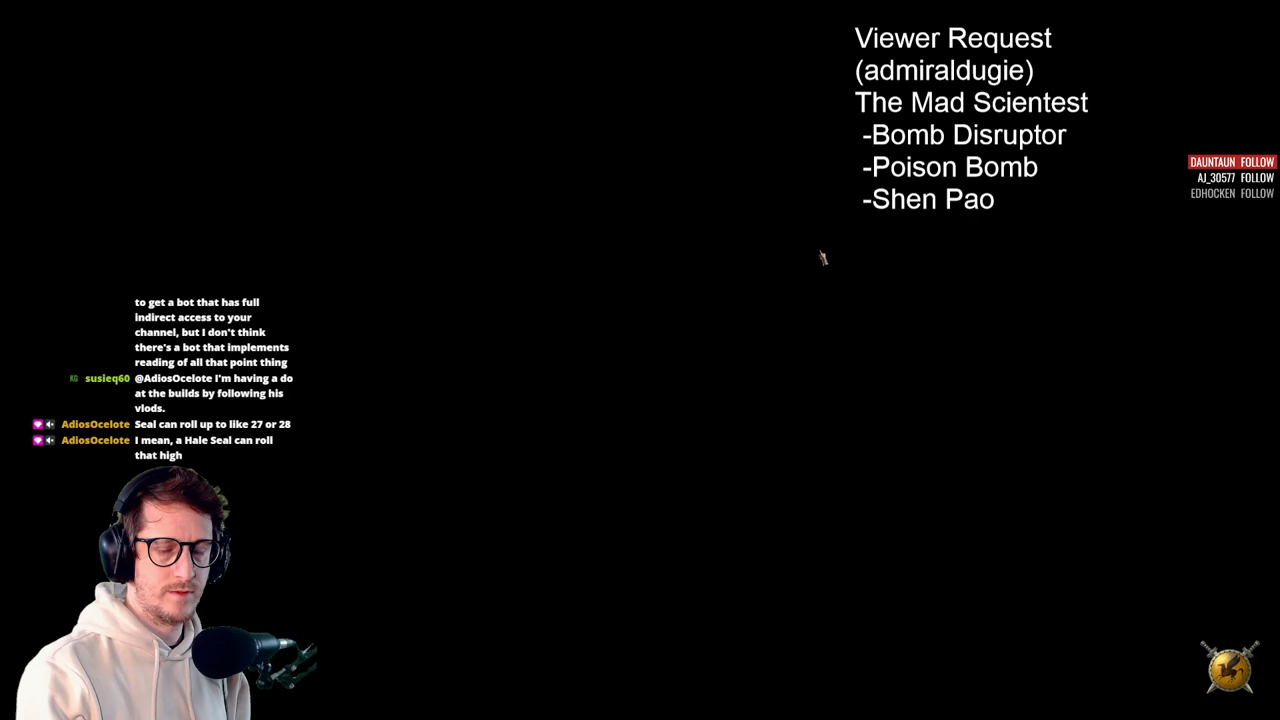 Viewer Request
(admiraldugie)
The Mad Scientest
-Bomb Disruptor
-Poison Bomb
-Shen Pao
DAUNTAUN FOLLOW
AJ_30577 FOLLOW
EDHOCKEN FOLLOW
to get a bot that has full
indirect access to your
channel, but I don't think
there's a bot that implements
reading of all that point thing
KG susieq60 @AdiosOcelote I'm having a do
at the builds by following his
vlods.
AdiosOcelote Seal can roll up to like 27 or 28
AdiosOcelote I mean, a Hale Seal can roll
that high